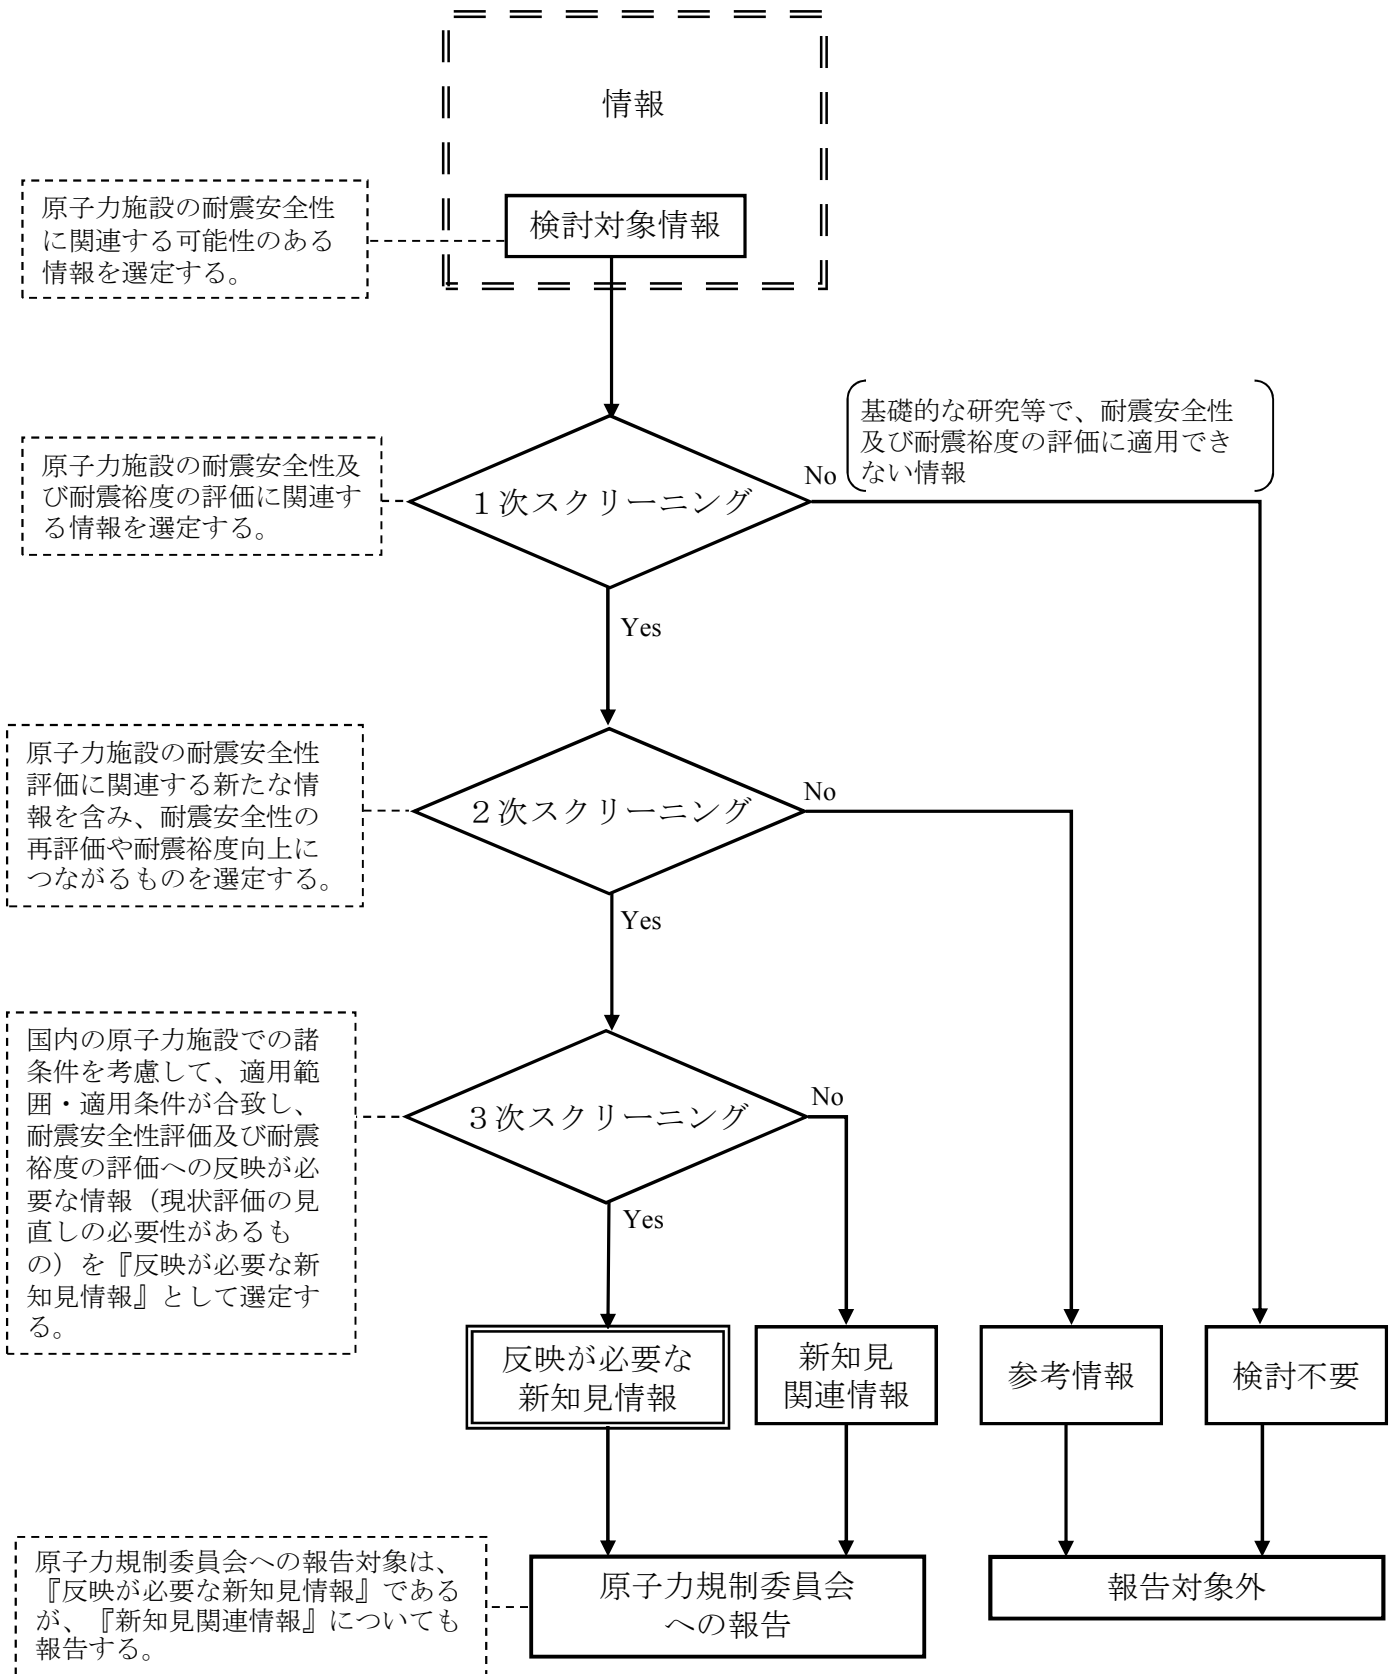 情報
原子力施設の耐震安全性
に関連する可能性のある
情報を選定する。
検討対象情報
基礎的な研究等で、耐震安全性
及び耐震裕度の評価に適用でき
ない情報
原子力施設の耐震安全性及
び耐震裕度の評価に関連す
る情報を選定する。
1次スクリーニング
No
Yes
原子力施設の耐震安全性
評価に関連する新たな情
報を含み、耐震安全性の
再評価や耐震裕度向上に
つながるものを選定する。
2次スクリーニング
No
Yes
国内の原子力施設での諸
条件を考慮して、適用範
囲・適用条件が合致し、
耐震安全性評価及び耐震
裕度の評価への反映が必
要な情報（現状評価の見
直しの必要性があるも
の）を『反映が必要な新
知見情報』として選定す
る。
3次スクリーニング
No
Yes
反映が必要な
新知見情報
新知見
関連情報
参考情報
検討不要
原子力規制委員会への報告対象は、
『反映が必要な新知見情報』である
が、『新知見関連情報』についても
報告する。
原子力規制委員会
への報告
報告対象外